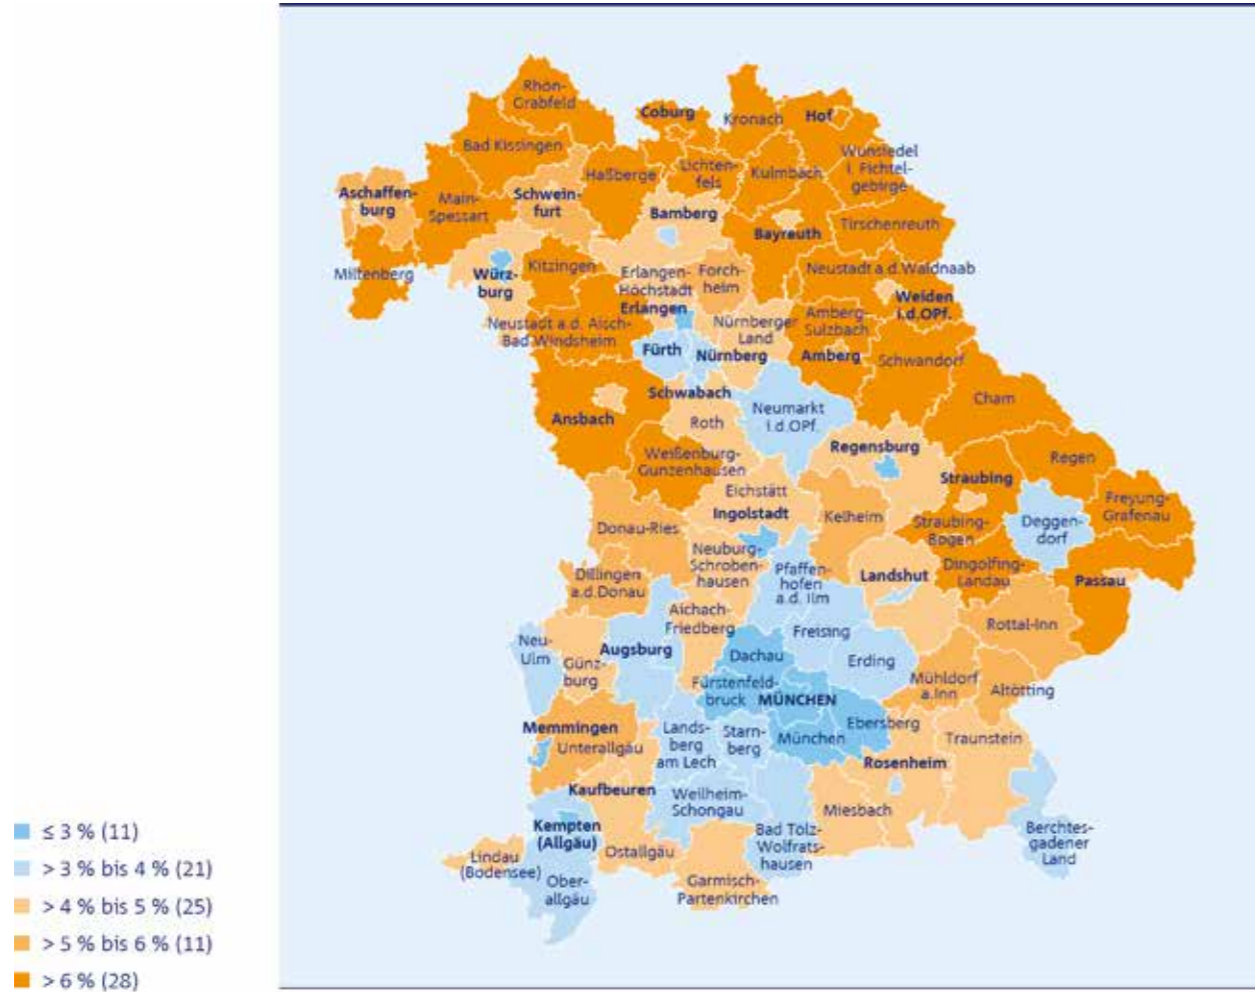 Rhön-
Grabfeld
Coburg
Kronach
Hof
Bad Kissingen
Wunsiedel
i. Fichtel-
gebirge
Haßberge
Lichten-
fels
Kulmbach
Aschaffen-
burg
Main-
Spessart
Schwein-
furt
Bamberg
Bayreuth
Tirschenreuth
Miltenberg
Würz-
burg
Kitzingen
Erlangen-
Höchstadt
Forch-
heim
Neustadt a.d.Waldnaab
Erlangen
Weiden
i.d.OPf.
Neustadt a.d. Aisch-
Bad Windsheim
Nürnberger
Land
Amberg-
Sulzbach
Fürth
Nürnberg
Amberg
Schwandorf
Schwabach
Ansbach
Roth
Neumarkt
i.d.OPf.
Cham
Regensburg
Weißenburg-
Gunzenhausen
Regen
Straubing
Eichstätt
Ingolstadt
Kelheim
Straubing-
Bogen
Deggen-
dorf
Freyung-
Grafenau
Donau-Ries
Neuburg-
Schroben-
hausen
Pfaffen-
hofen
a.d. Ilm
Landshut
Dingolfing-
Landau
Passau
Dillingen
a.d.Donau
Aichach-
Friedberg
Rottal-Inn
Neu-
Ulm
Günz-
burg
Augsburg
Freising
Dachau
Erding
Fürstenfeld-
bruck
MÜNCHEN
Mühldorf
a.Inn
Altötting
Memmingen
Unterallgäu
Lands-
berg
am Lech
Starn-
berg
München
Ebersberg
Traunstein
Rosenheim
Kaufbeuren
Weilheim-
Schongau
Miesbach
Kempten
(Allgäu)
Bad Tölz-
Wolfrats-
hausen
Berchtes-
gadener
Land
Lindau
(Bodensee)
Ostallgäu
Ober-
allgäu
Garmisch-
Partenkirchen
≤ 3 % (11)
> 3 % bis 4 % (21)
> 4 % bis 5 % (25)
> 5 % bis 6 % (11)
> 6 % (28)